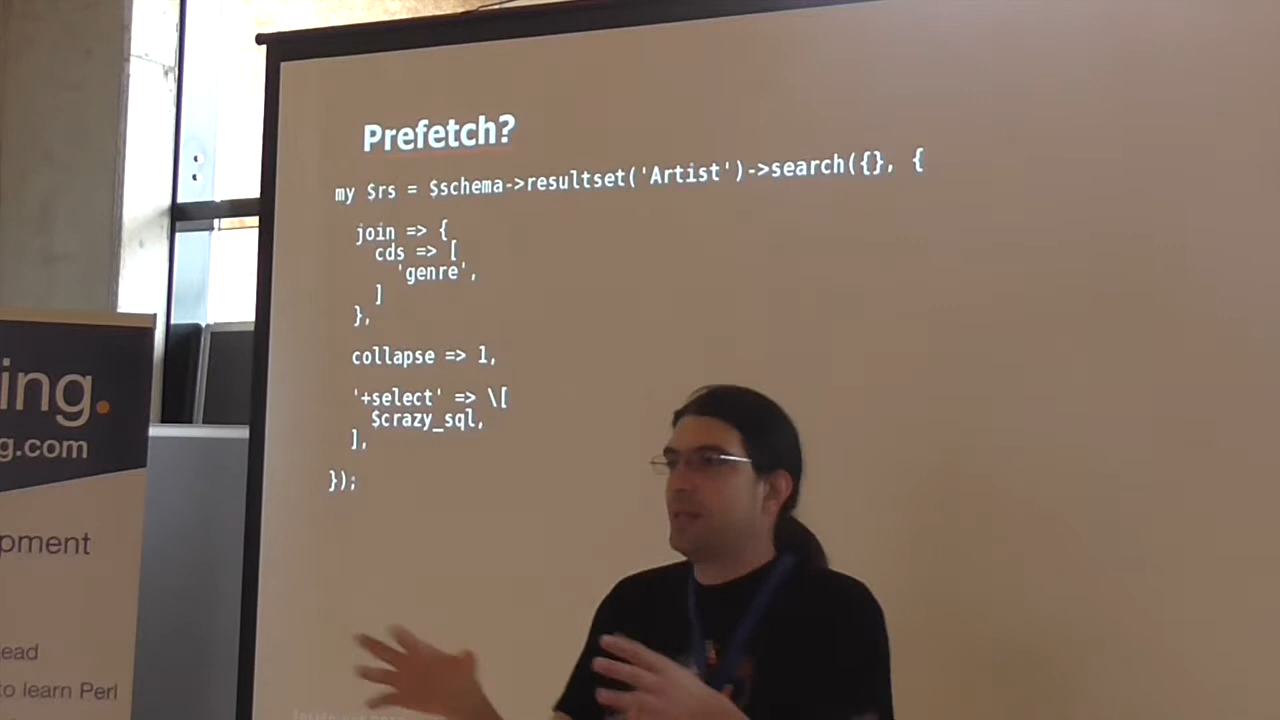 Prefetch?
my $rs = $schema->resultset('Artist')->search({}, {
join => {
cds => [
'genre',
]
},
collapse => 1,
'+select' => \[
$crazy_sql,
],
});
ing.
g.com
pment
ead
to learn Perl